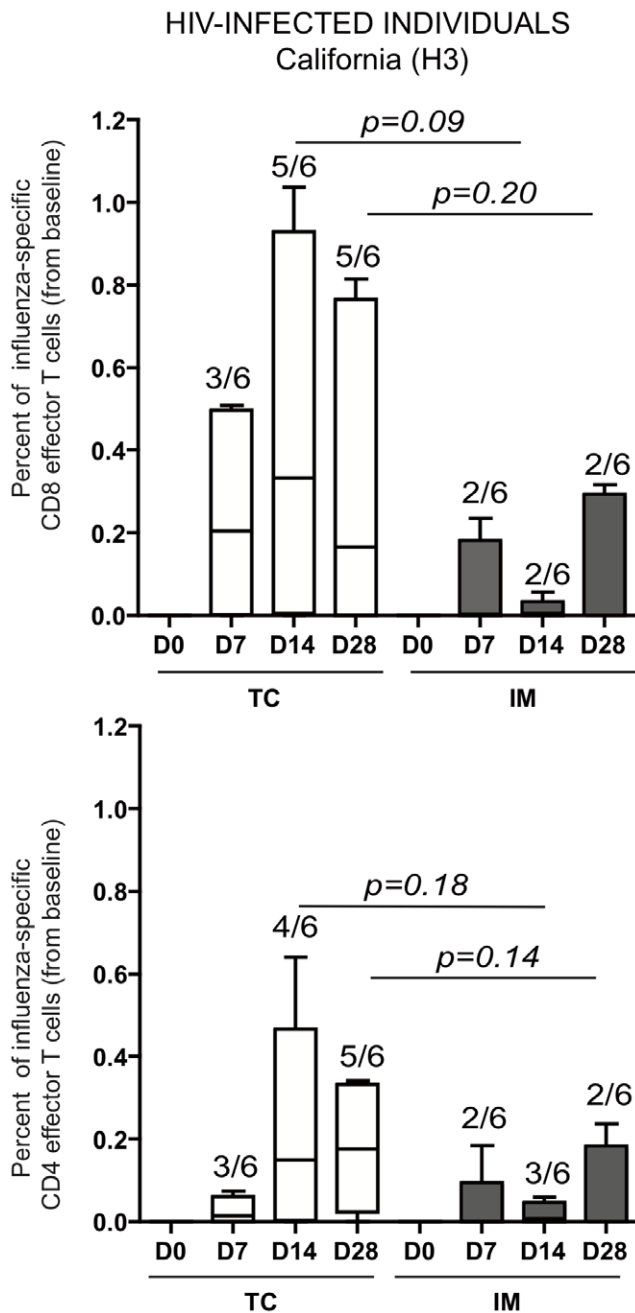 HIV-INFECTED INDIVIDUALS
California (H3)
Percent of influenza-specific
CD8 effector T cells (from baseline)
1.2
1.0
0.8
0.6
0.4
0.2
0.0
p=0.09
p=0.20
3/6
5/6
5/6
2/6
2/6
2/6
D0 D7 D14 D28 D0 D7 D14 D28
TC IM
Percent of influenza-specific
CD4 effector T cells (from baseline)
1.2
1.0
0.8
0.6
0.4
0.2
0.0
p=0.18
p=0.14
3/6
4/6
5/6
2/6
3/6
2/6
D0 D7 D14 D28 D0 D7 D14 D28
TC IM